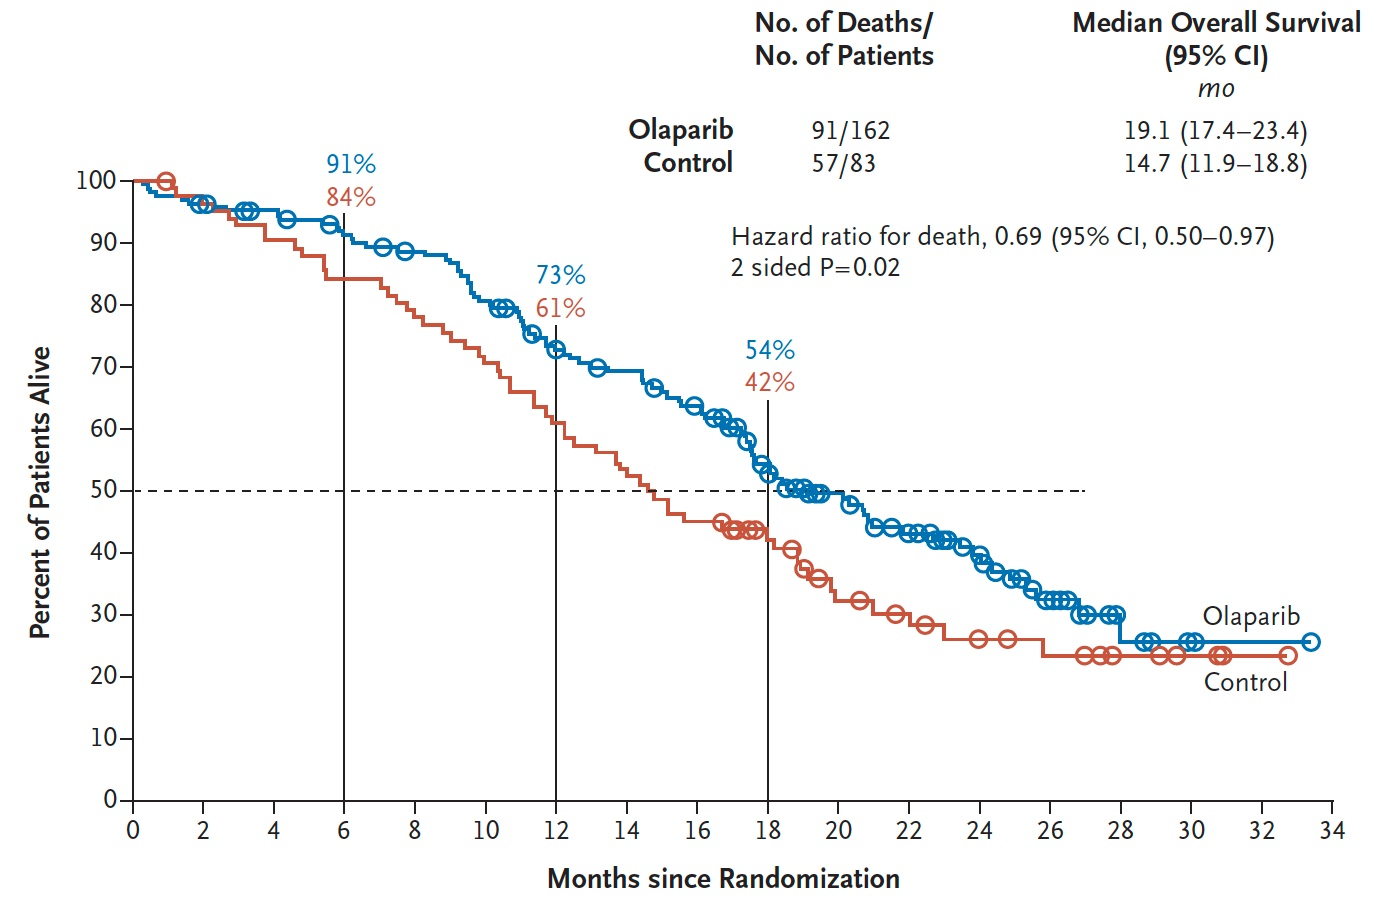 No. of Deaths/ Median Overall Survival
No. of Patients (95% CI)
mo
Olaparib 91/162 19.1 (17.4–23.4)
Control 57/83 14.7 (11.9–18.8)
Hazard ratio for death, 0.69 (95% CI, 0.50–0.97)
2 sided P=0.02
91%
84%
73%
61%
54%
42%
Percent of Patients Alive
100
90
80
70
60
50
40
30
20
10
0
Olaparib
Control
0 2 4 6 8 10 12 14 16 18 20 22 24 26 28 30 32 34
Months since Randomization